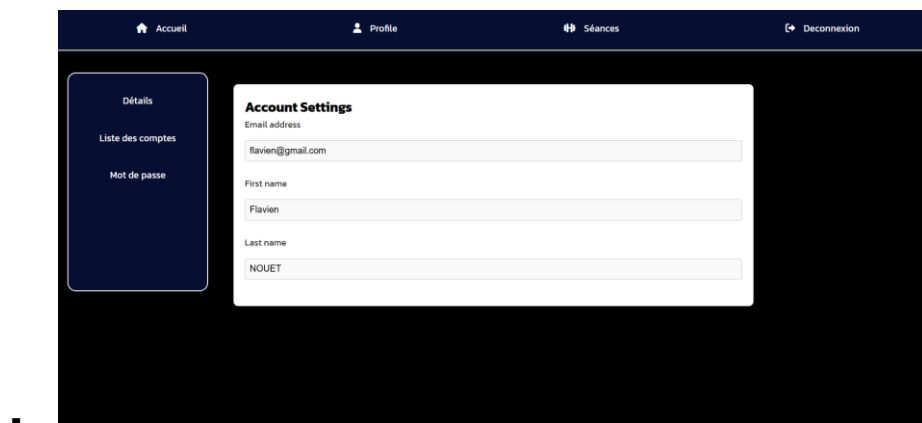 Accueil Profile Séances Deconnexion
Détails
Liste des comptes
Mot de passe
Account Settings
Email address
flavien@gmail.com
First name
Flavien
Last name
NOUET